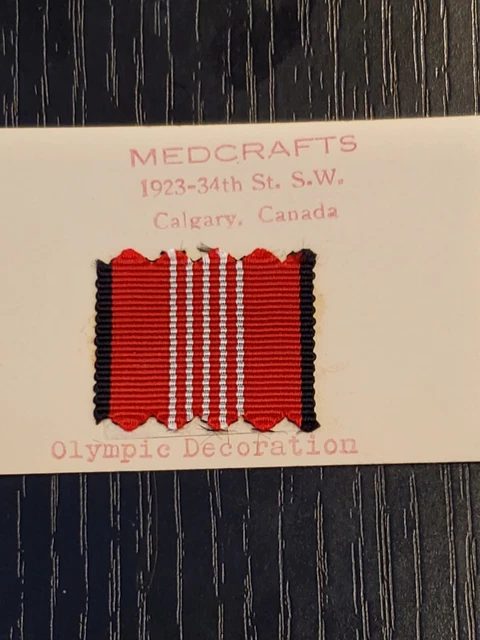 MEDCRAFTS
1923-34th St. S.W.
Calgary, Canada
Olympic Decoration